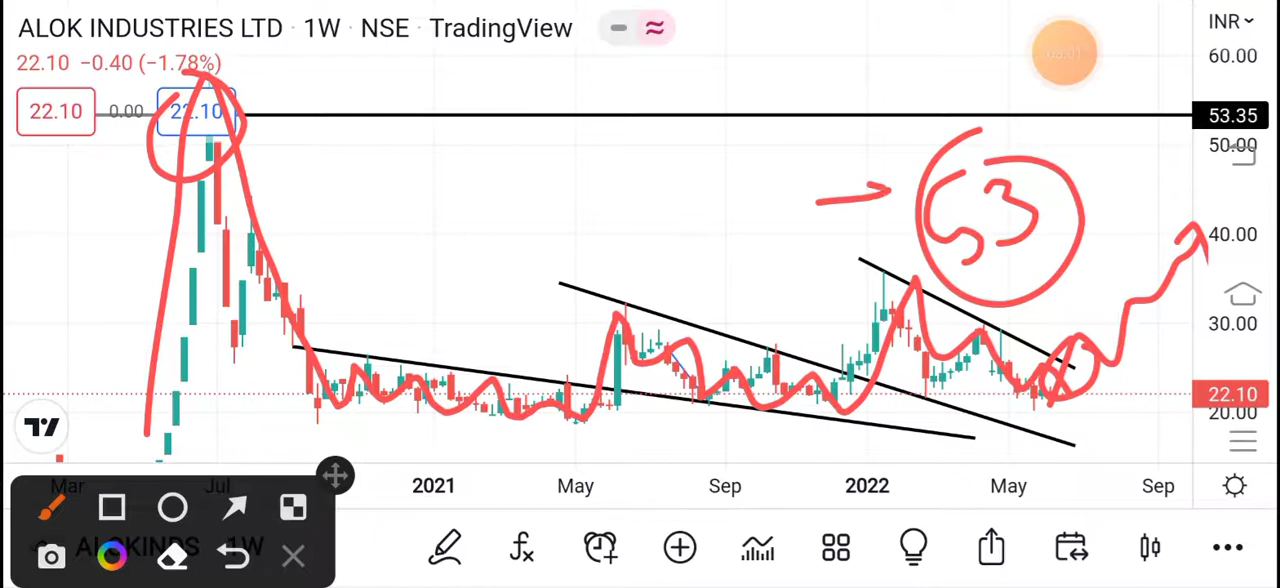 ALOK INDUSTRIES LTD · 1W · NSE · TradingView
INR
22.10 −0.40 (−1.78%)
60.00
22.10 0.00 22.10
53.35
50.00
53
40.00
30.00
22.10
20.00
Mar Jul 2021 May Sep 2022 May Sep
ALOKINDS 1W